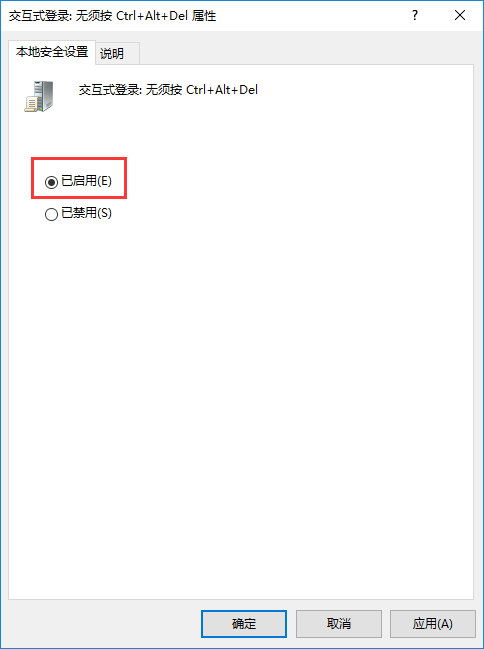 交互式登录: 无须按 Ctrl+Alt+Del 属性
?
本地安全设置 说明
交互式登录: 无须按 Ctrl+Alt+Del
已启用(E)
已禁用(S)
确定 取消 应用(A)